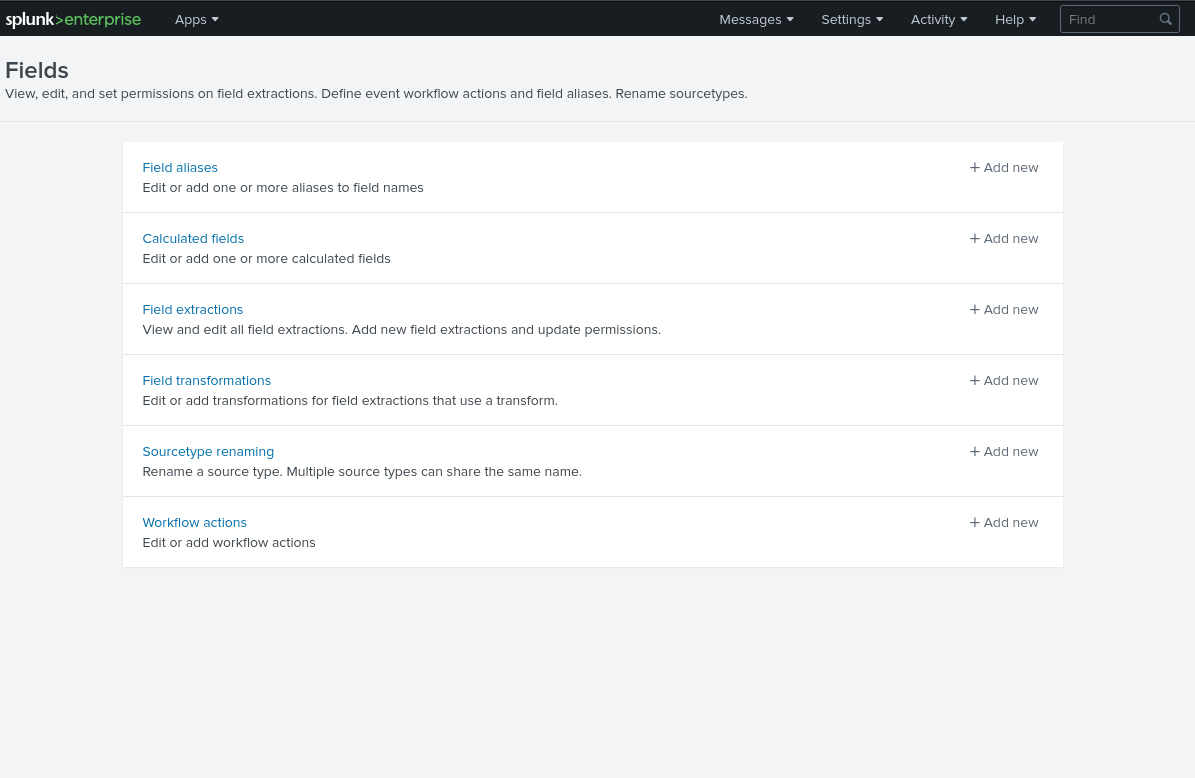 splunk>enterprise Apps Messages Settings Activity Help Find
Fields
View, edit, and set permissions on field extractions. Define event workflow actions and field aliases. Rename sourcetypes.
Field aliases + Add new
Edit or add one or more aliases to field names
Calculated fields + Add new
Edit or add one or more calculated fields
Field extractions + Add new
View and edit all field extractions. Add new field extractions and update permissions.
Field transformations + Add new
Edit or add transformations for field extractions that use a transform.
Sourcetype renaming + Add new
Rename a source type. Multiple source types can share the same name.
Workflow actions + Add new
Edit or add workflow actions